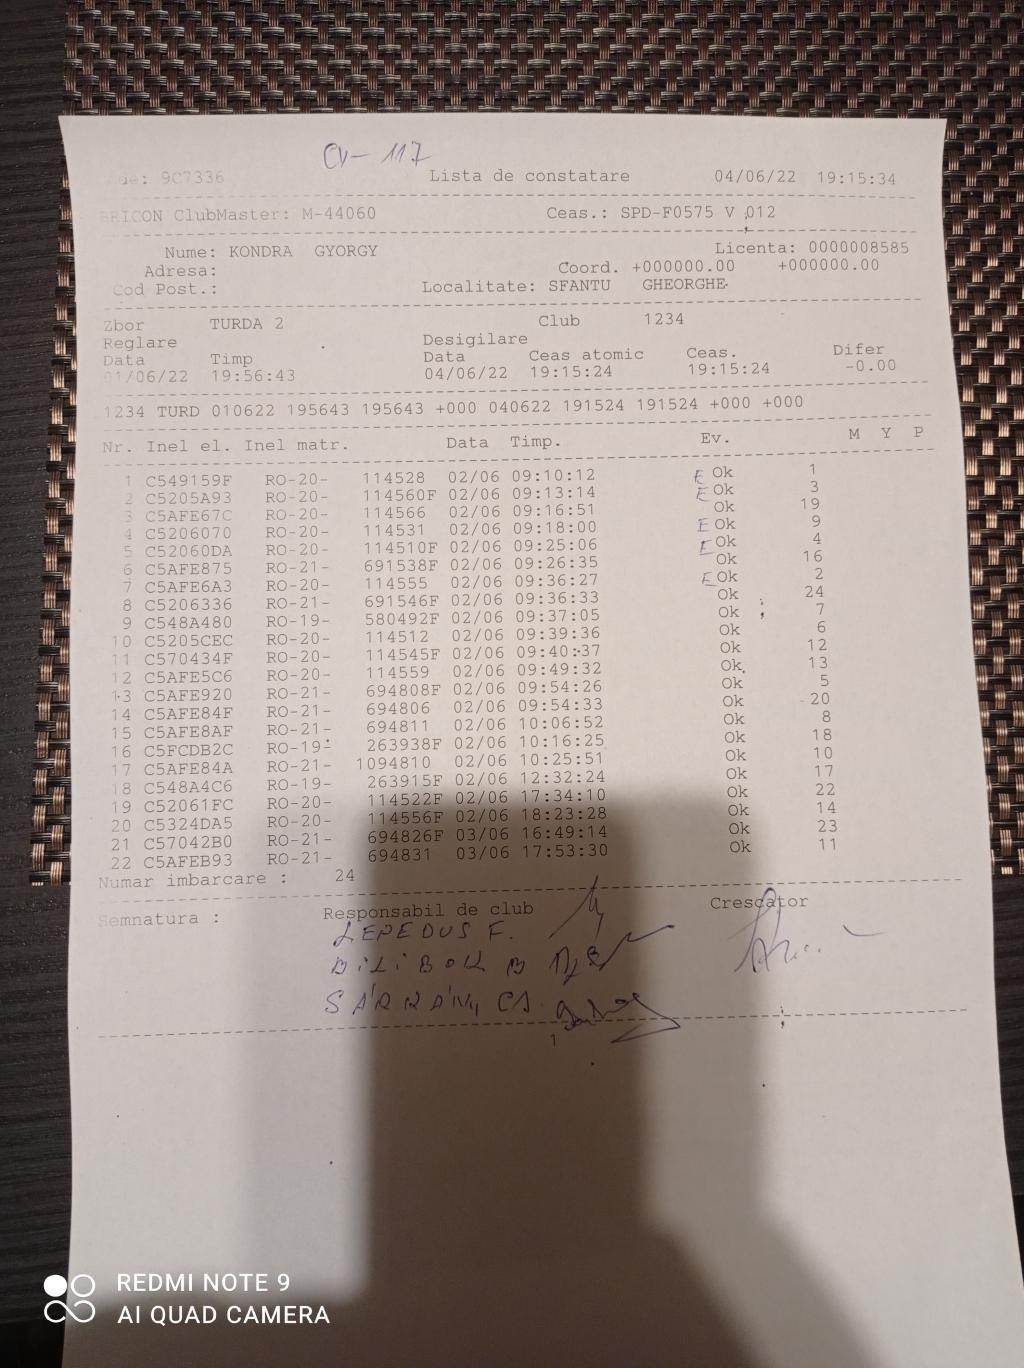 CV- 117
de: 9C7336 Lista de constatare 04/06/22 19:15:34
BRICON ClubMaster: M-44060 Ceas.: SPD-F0575 V 012
Nume: KONDRA GYORGY Licenta: 0000008585
Adresa: Coord. +000000.00 +000000.00
Cod Post.: Localitate: SFANTU GHEORGHE
Zbor TURDA 2 Club 1234
Reglare Desigilare
Data Timp Data Ceas atomic Ceas. Difer
01/06/22 19:56:43 04/06/22 19:15:24 19:15:24 -0.00
1234 TURD 010622 195643 195643 +000 040622 191524 191524 +000 +000
Nr. Inel el. Inel matr. Data Timp. Ev. M Y P
1 C549159F RO-20- 114528 02/06 09:10:12 E Ok 1
2 C5205A93 RO-20- 114560F 02/06 09:13:14 E Ok 3
3 C5AFE67C RO-20- 114566 02/06 09:16:51 Ok 19
4 C5206070 RO-20- 114531 02/06 09:18:00 E Ok 9
5 C52060DA RO-20- 114510F 02/06 09:25:06 E Ok 4
6 C5AFE875 RO-21- 691538F 02/06 09:26:35 Ok 16
7 C5AFE6A3 RO-20- 114555 02/06 09:36:27 E Ok 2
8 C5206336 RO-21- 691546F 02/06 09:36:33 Ok 24
9 C548A480 RO-19- 580492F 02/06 09:37:05 Ok 7
10 C5205CEC RO-20- 114512 02/06 09:39:36 Ok 6
11 C570434F RO-20- 114545F 02/06 09:40:37 Ok 12
12 C5AFE5C6 RO-20- 114559 02/06 09:49:32 Ok 13
13 C5AFE920 RO-21- 694808F 02/06 09:54:26 Ok 5
14 C5AFE84F RO-21- 694806 02/06 09:54:33 Ok 20
15 C5AFE8AF RO-21- 694811 02/06 10:06:52 Ok 8
16 C5FCDB2C RO-19- 263938F 02/06 10:16:25 Ok 18
17 C5AFE84A RO-21- 1094810 02/06 10:25:51 Ok 10
18 C548A4C6 RO-19- 263915F 02/06 12:32:24 Ok 17
19 C52061FC RO-20- 114522F 02/06 17:34:10 Ok 22
20 C5324DA5 RO-20- 114556F 02/06 18:23:28 Ok 14
21 C57042B0 RO-21- 694826F 03/06 16:49:14 Ok 23
22 C5AFEB93 RO-21- 694831 03/06 17:53:30 Ok 11
Numar imbarcare : 24
Semnatura : Responsabil de club Crescator
LEPEDUS F.
BILIBOK B
SÁRKÁNY CS.
1
REDMI NOTE 9
AI QUAD CAMERA